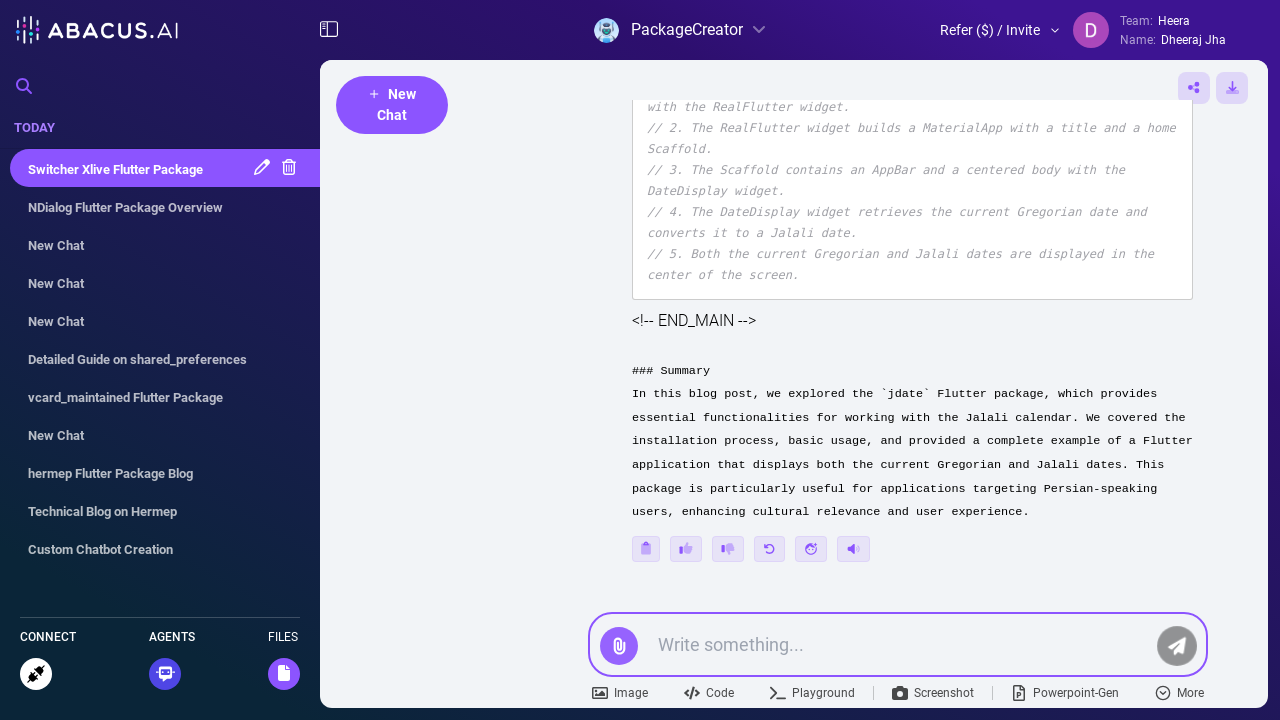 ABACUS.AI
PackageCreator
Refer ($) / Invite
D
Team: Heera
Name: Dheeraj Jha
TODAY
Switcher Xlive Flutter Package
NDialog Flutter Package Overview
New Chat
New Chat
New Chat
Detailed Guide on shared_preferences
vcard_maintained Flutter Package
New Chat
hermep Flutter Package Blog
Technical Blog on Hermep
Custom Chatbot Creation
CONNECT
AGENTS
FILES
+ New
Chat
with the RealFlutter widget.
// 2. The RealFlutter widget builds a MaterialApp with a title and a home
Scaffold.
// 3. The Scaffold contains an AppBar and a centered body with the
DateDisplay widget.
// 4. The DateDisplay widget retrieves the current Gregorian date and
converts it to a Jalali date.
// 5. Both the current Gregorian and Jalali dates are displayed in the
center of the screen.
<!-- END_MAIN -->
### Summary
In this blog post, we explored the `jdate` Flutter package, which provides
essential functionalities for working with the Jalali calendar. We covered the
installation process, basic usage, and provided a complete example of a Flutter
application that displays both the current Gregorian and Jalali dates. This
package is particularly useful for applications targeting Persian-speaking
users, enhancing cultural relevance and user experience.
Write something...
Image
Code
Playground
Screenshot
Powerpoint-Gen
More